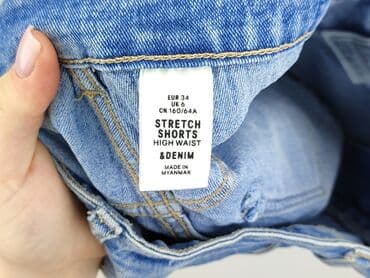 EUR 34
UK 6
CN 160/64A
STRETCH
SHORTS
HIGH WAIST
&DENIM
MADE IN
MYANMAR